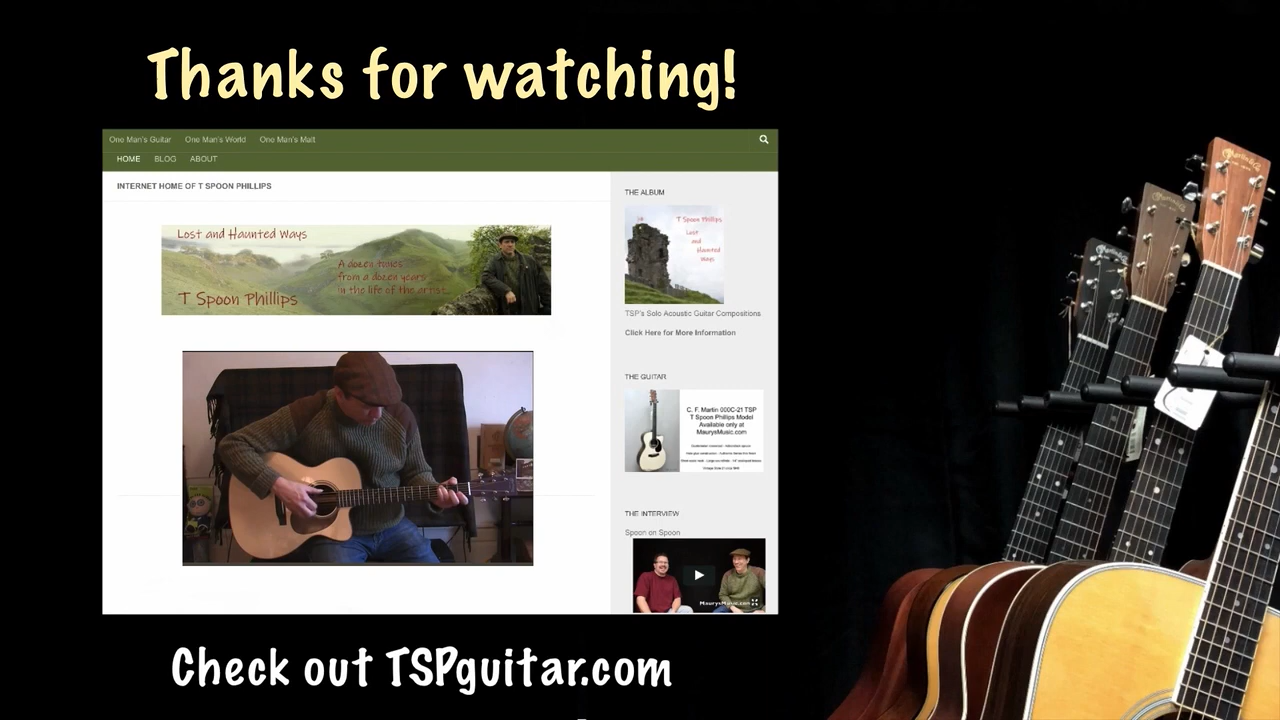 Thanks for watching!
One Man's Guitar One Man's World One Man's Malt
HOME BLOG ABOUT
INTERNET HOME OF T SPOON PHILLIPS
Lost and Haunted Ways
A dozen tunes
from a dozen years
in the life of the artist
T Spoon Phillips
THE ALBUM
T Spoon Phillips
Lost
and
Haunted
Ways
TSP's Solo Acoustic Guitar Compositions
Click Here for More Information
THE GUITAR
C. F. Martin 000C-21 TSP
T Spoon Phillips Model
Available only at
MaurysMusic.com
THE INTERVIEW
Spoon on Spoon
MaurysMusic.com
Check out TSPguitar.com
Martin & Co